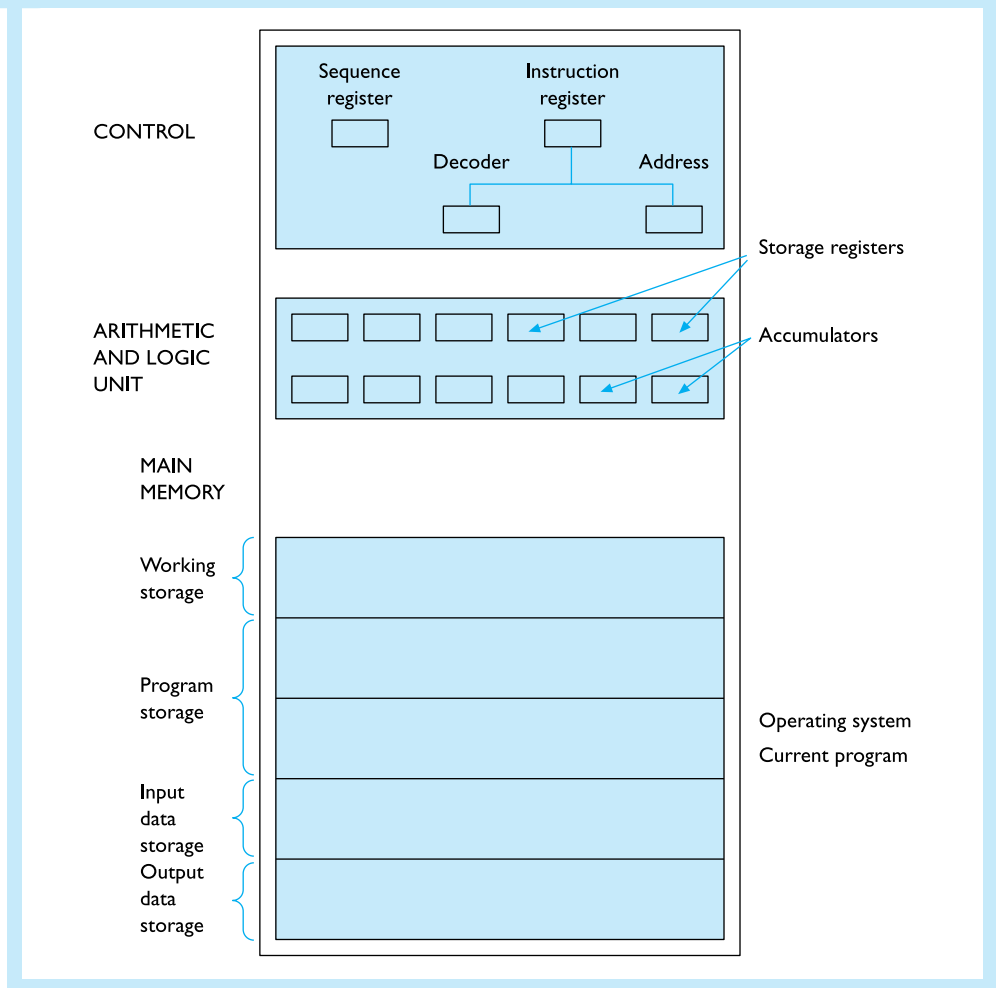 Sequence
register
Instruction
register
CONTROL
Decoder
Address
Storage registers
ARITHMETIC
AND LOGIC
UNIT
Accumulators
MAIN
MEMORY
Working
storage
Program
storage
Operating system
Current program
Input
data
storage
Output
data
storage